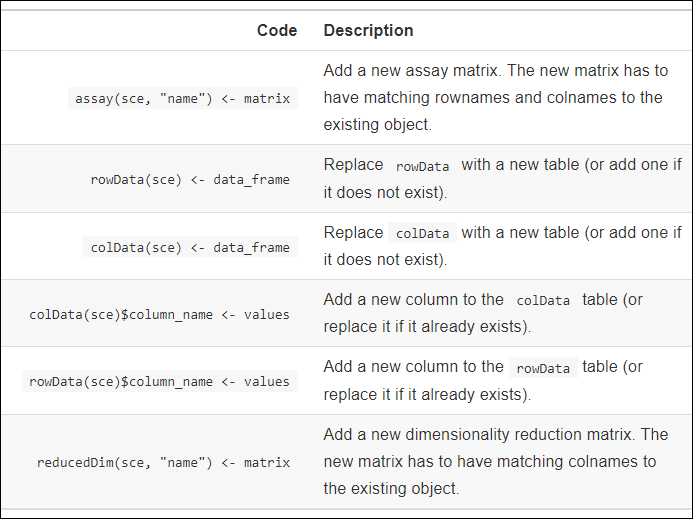 Code Description
Add a new assay matrix. The new matrix has to
assay(sce, "name") <- matrix have matching rownames and colnames to the
existing object.
Replace rowData with a new table (or add one if
rowData(sce) <- data_frame
it does not exist).
Replace colData with a new table (or add one if
colData(sce) <- data_frame
it does not exist).
Add a new column to the colData table (or
colData(sce)$column_name <- values
replace it if it already exists).
Add a new column to the rowData table (or
rowData(sce)$column_name <- values
replace it if it already exists).
Add a new dimensionality reduction matrix. The
reducedDim(sce, "name") <- matrix new matrix has to have matching colnames to
the existing object.